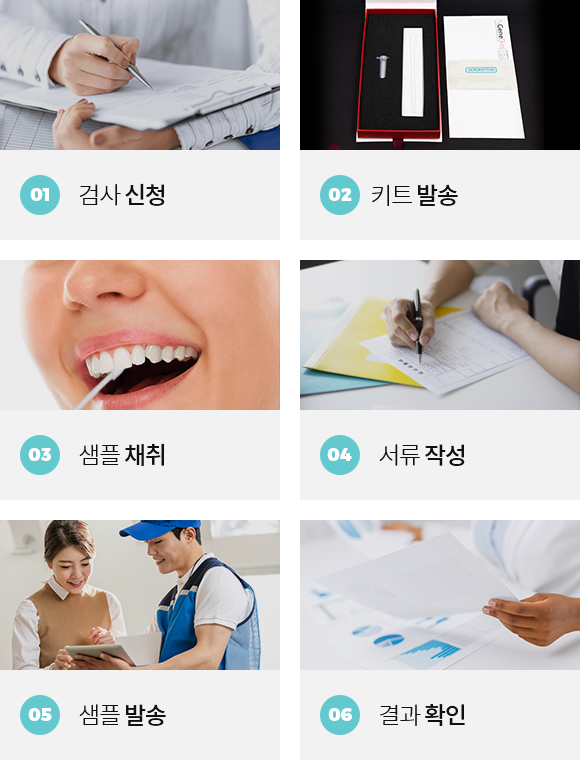 01 검사 신청
02 키트 발송
03 샘플 채취
04 서류 작성
05 샘플 발송
06 결과 확인